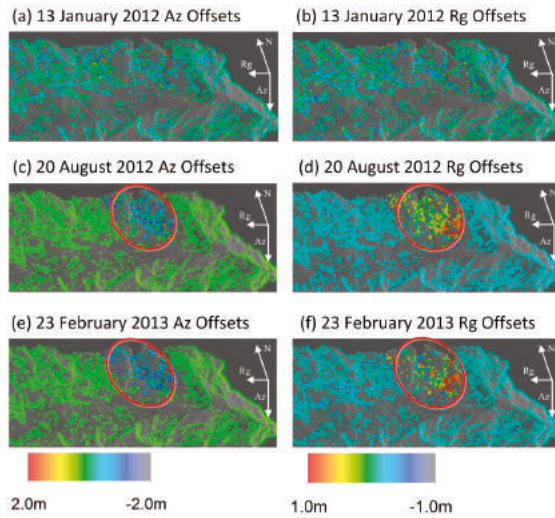 (a) 13 January 2012 Az Offsets
(b) 13 January 2012 Rg Offsets
N
Rg
Az
N
Rg
Az
(c) 20 August 2012 Az Offsets
(d) 20 August 2012 Rg Offsets
N
Rg
Az
N
Rg
Az
(e) 23 February 2013 Az Offsets
(f) 23 February 2013 Rg Offsets
N
Rg
Az
N
Rg
Az
2.0m -2.0m
1.0m -1.0m